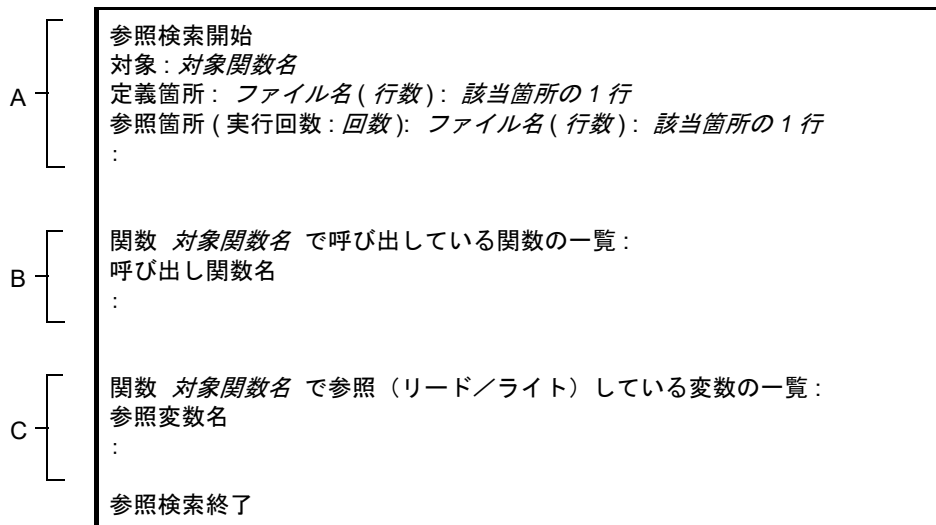 参照検索開始
対象 : 対象関数名
A
定義箇所 : ファイル名 ( 行数 ) : 該当箇所の 1 行
参照箇所 ( 実行回数 : 回数 ): ファイル名 ( 行数 ) : 該当箇所の 1 行
:
関数 対象関数名 で呼び出している関数の一覧 :
B
呼び出し関数名
:
関数 対象関数名 で参照（リード／ライト）している変数の一覧 :
C
参照変数名
:
参照検索終了